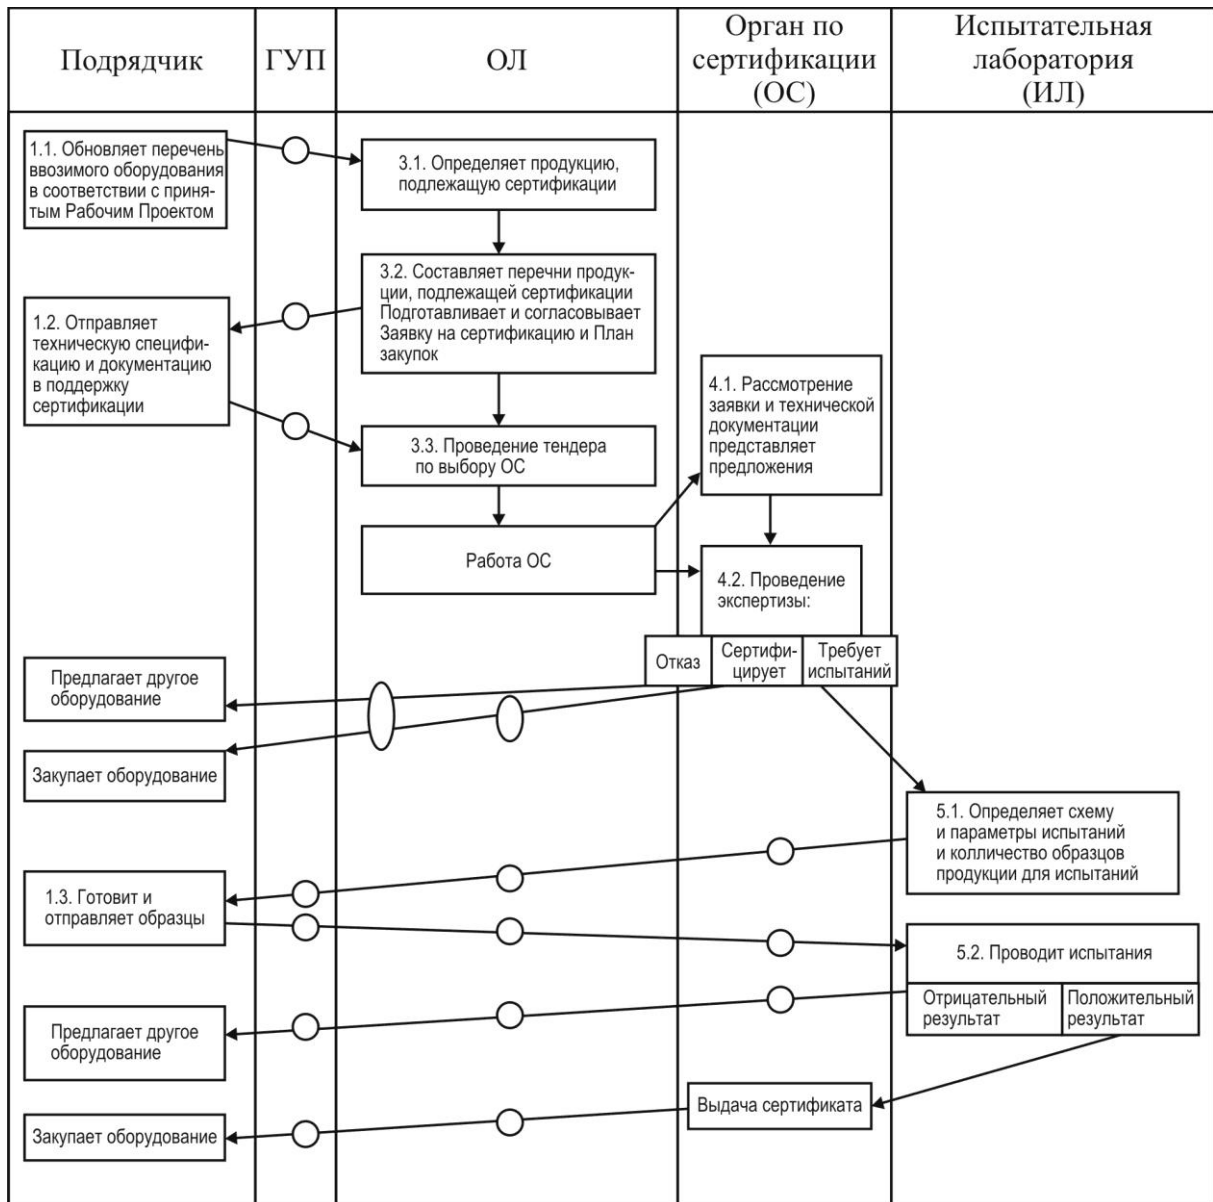 Подрядчик
ГУП
ОЛ
Орган по
сертификации
(ОС)
Испытательная
лаборатория
(ИЛ)
1.1. Обновляет перечень
ввозимого оборудования
в соответствии с приня-
тым Рабочим Проектом
3.1. Определяет продукцию,
подлежащую сертификации
3.2. Составляет перечни продук-
ции, подлежащей сертификации
Подготавливает и согласовывает
Заявку на сертификацию и План
закупок
1.2. Отправляет
техническую специфи-
кацию и документацию
в поддержку
сертификации
4.1. Рассмотрение
заявки и технической
документации
представляет
предложения
3.3. Проведение тендера
по выбору ОС
Работа ОС
4.2. Проведение
экспертизы:
Отказ
Сертифи-
цирует
Требует
испытаний
Предлагает другое
оборудование
Закупает оборудование
5.1. Определяет схему
и параметры испытаний
и колличество образцов
продукции для испытаний
1.3. Готовит и
отправляет образцы
5.2. Проводит испытания
Отрицательный
результат
Положительный
результат
Предлагает другое
оборудование
Выдача сертификата
Закупает оборудование